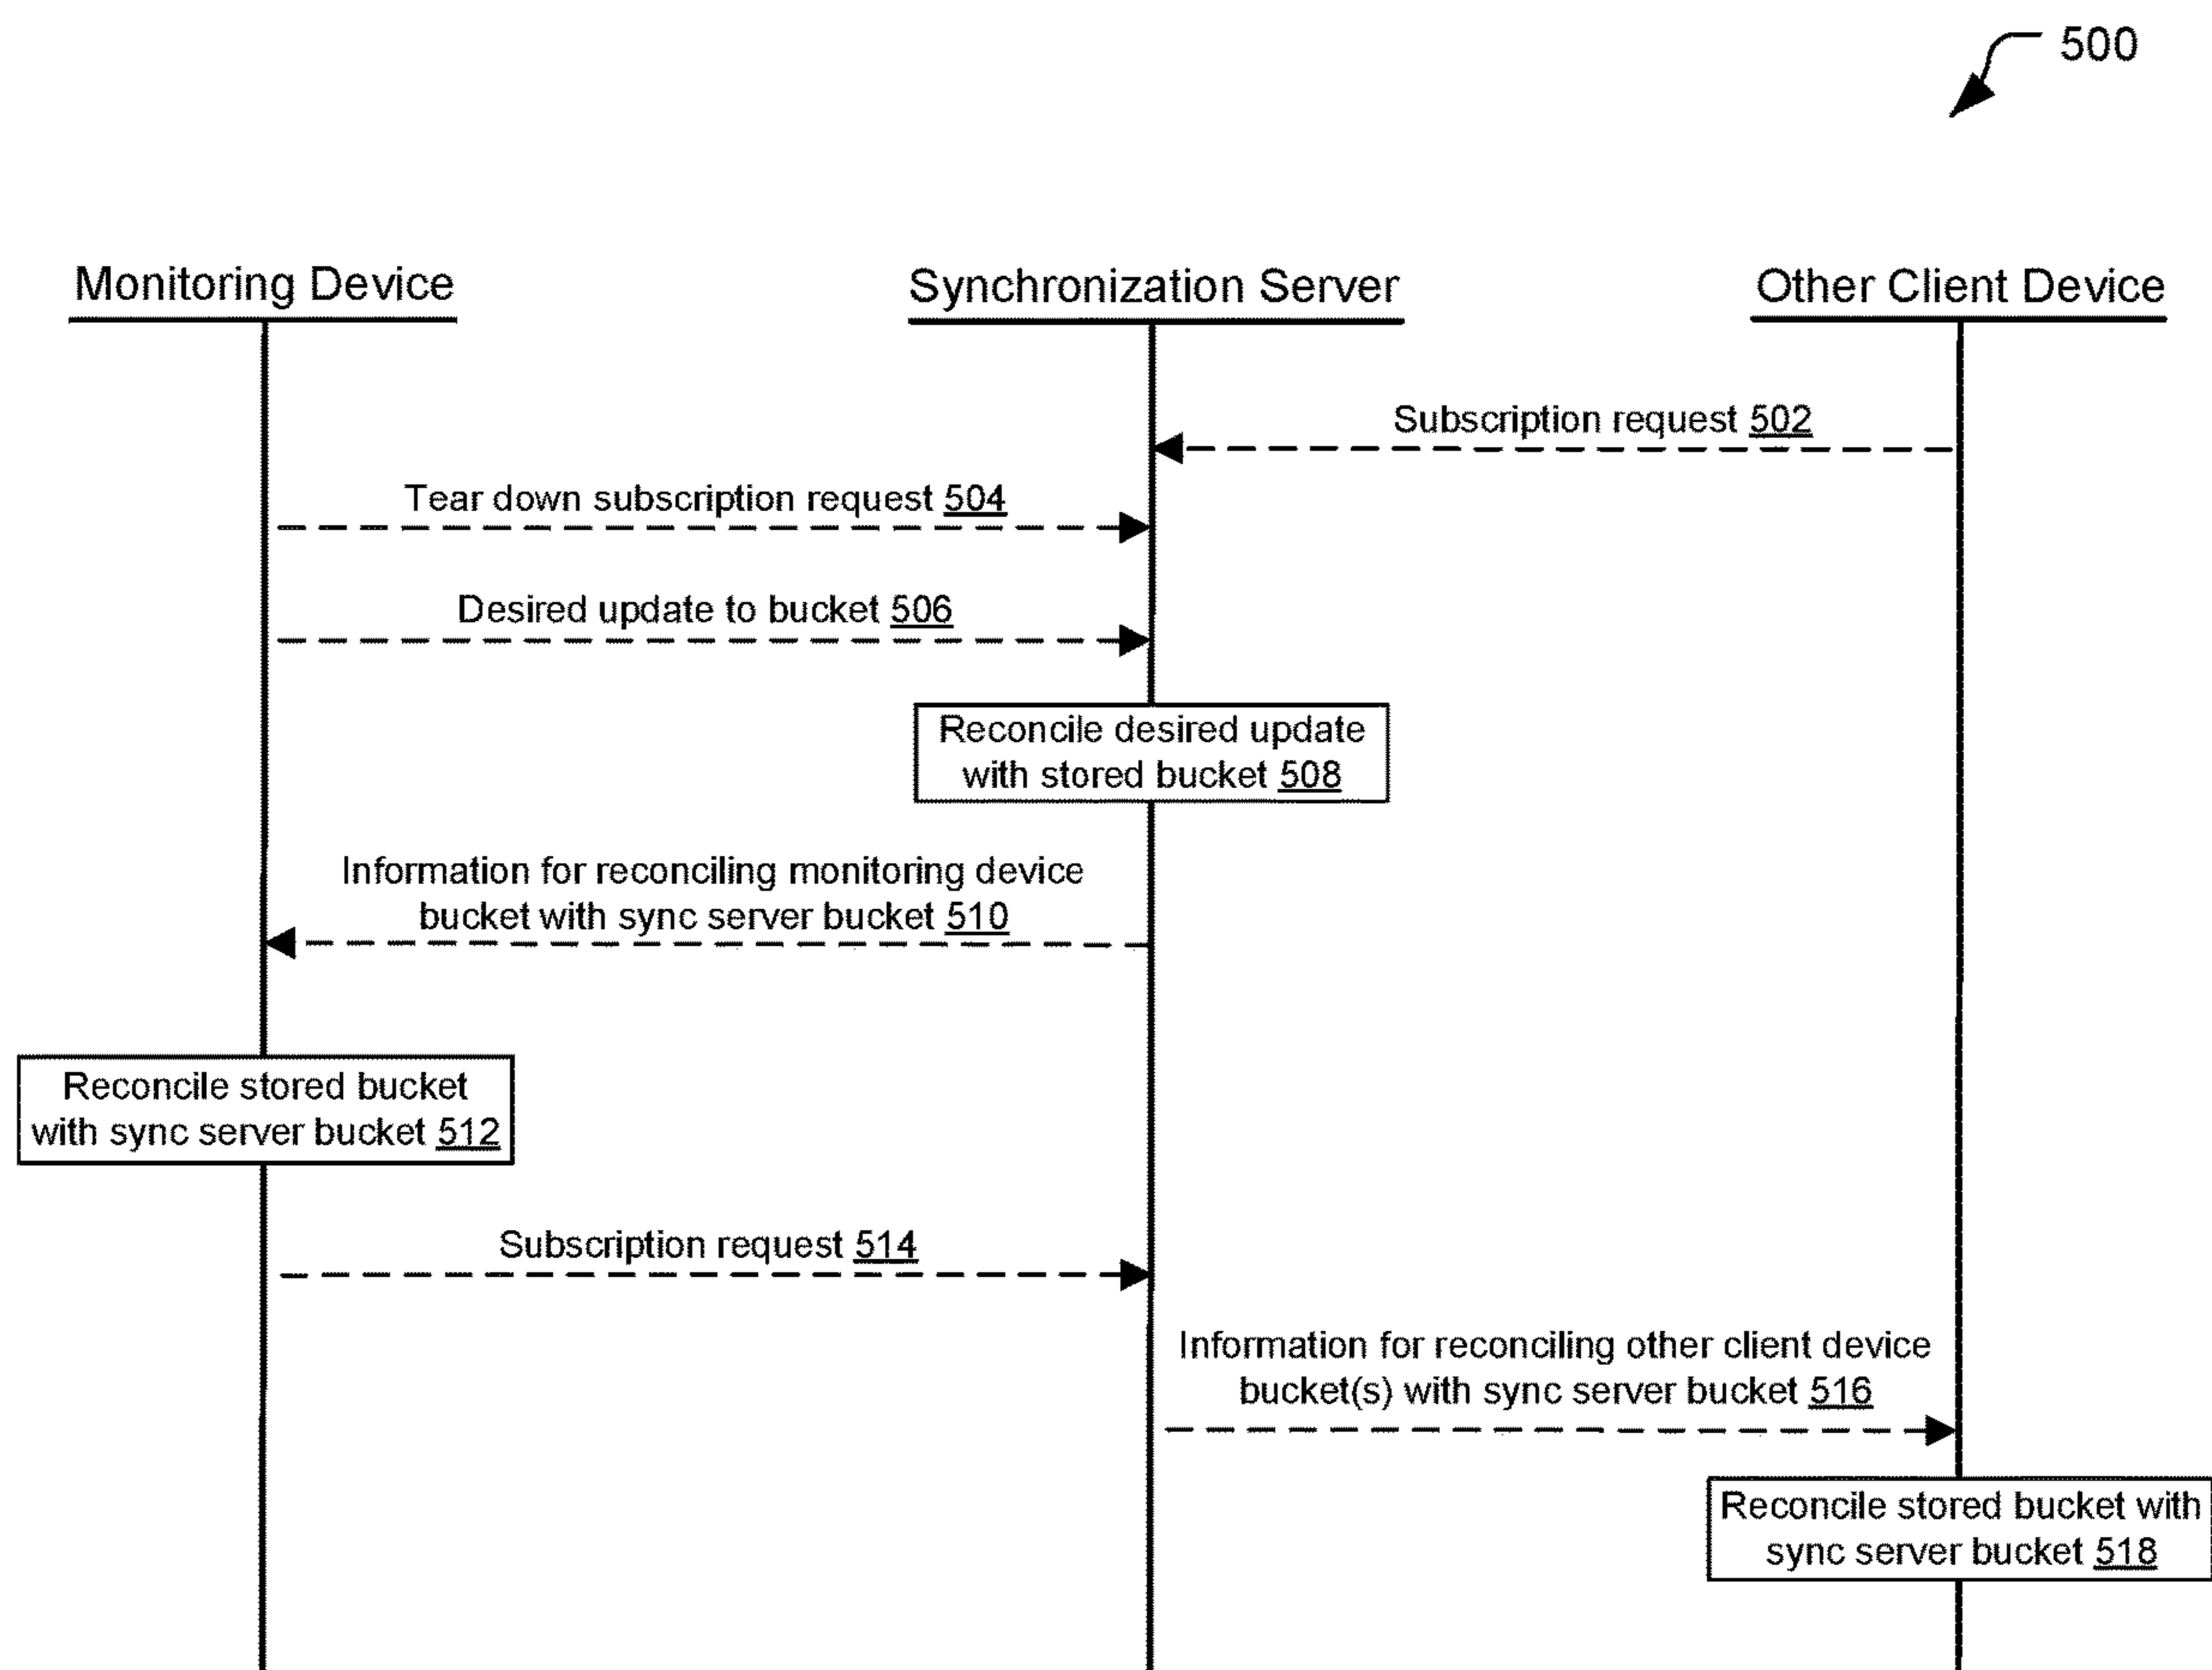 500
Monitoring Device
Synchronization Server
Other Client Device
Subscription request 502
Tear down subscription request 504
Desired update to bucket 506
Reconcile desired update
with stored bucket 508
Information for reconciling monitoring device
bucket with sync server bucket 510
Reconcile stored bucket
with sync server bucket 512
Subscription request 514
Information for reconciling other client device
bucket(s) with sync server bucket 516
Reconcile stored bucket with
sync server bucket 518